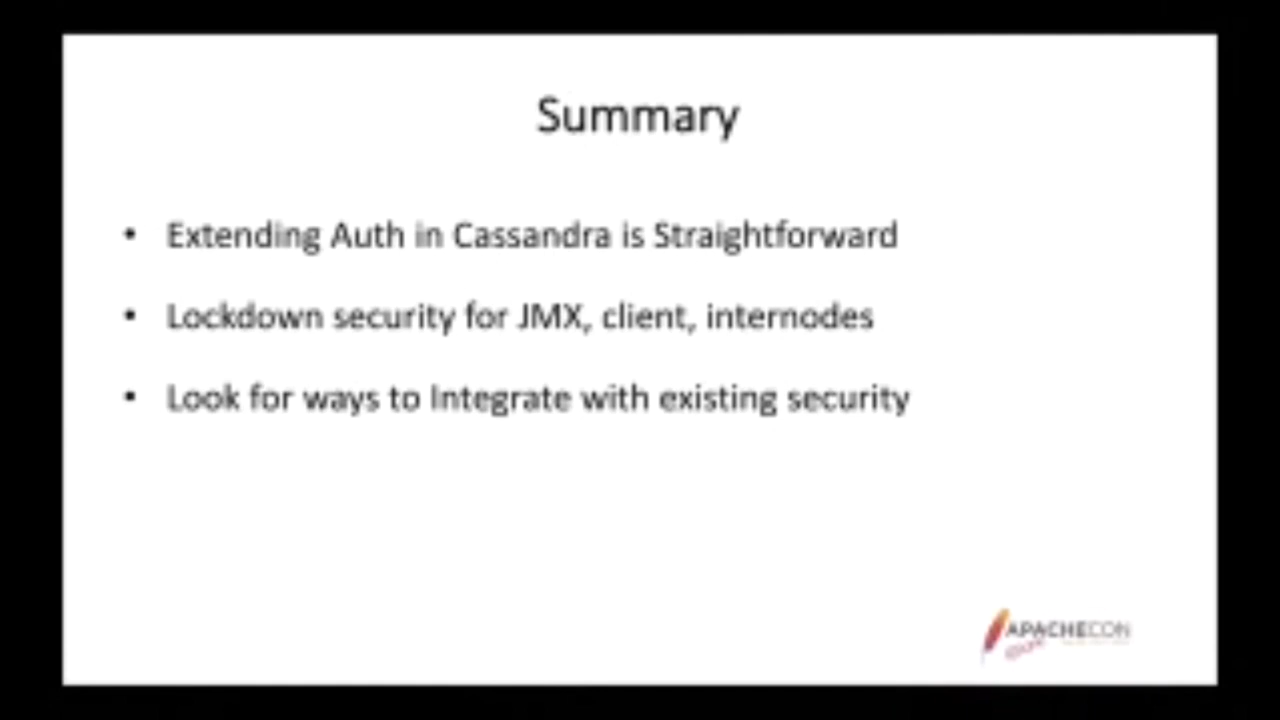 Summary
• Extending Auth in Cassandra is Straightforward
• Lockdown security for JMX, client, internodes
• Look for ways to Integrate with existing security
APACHECON